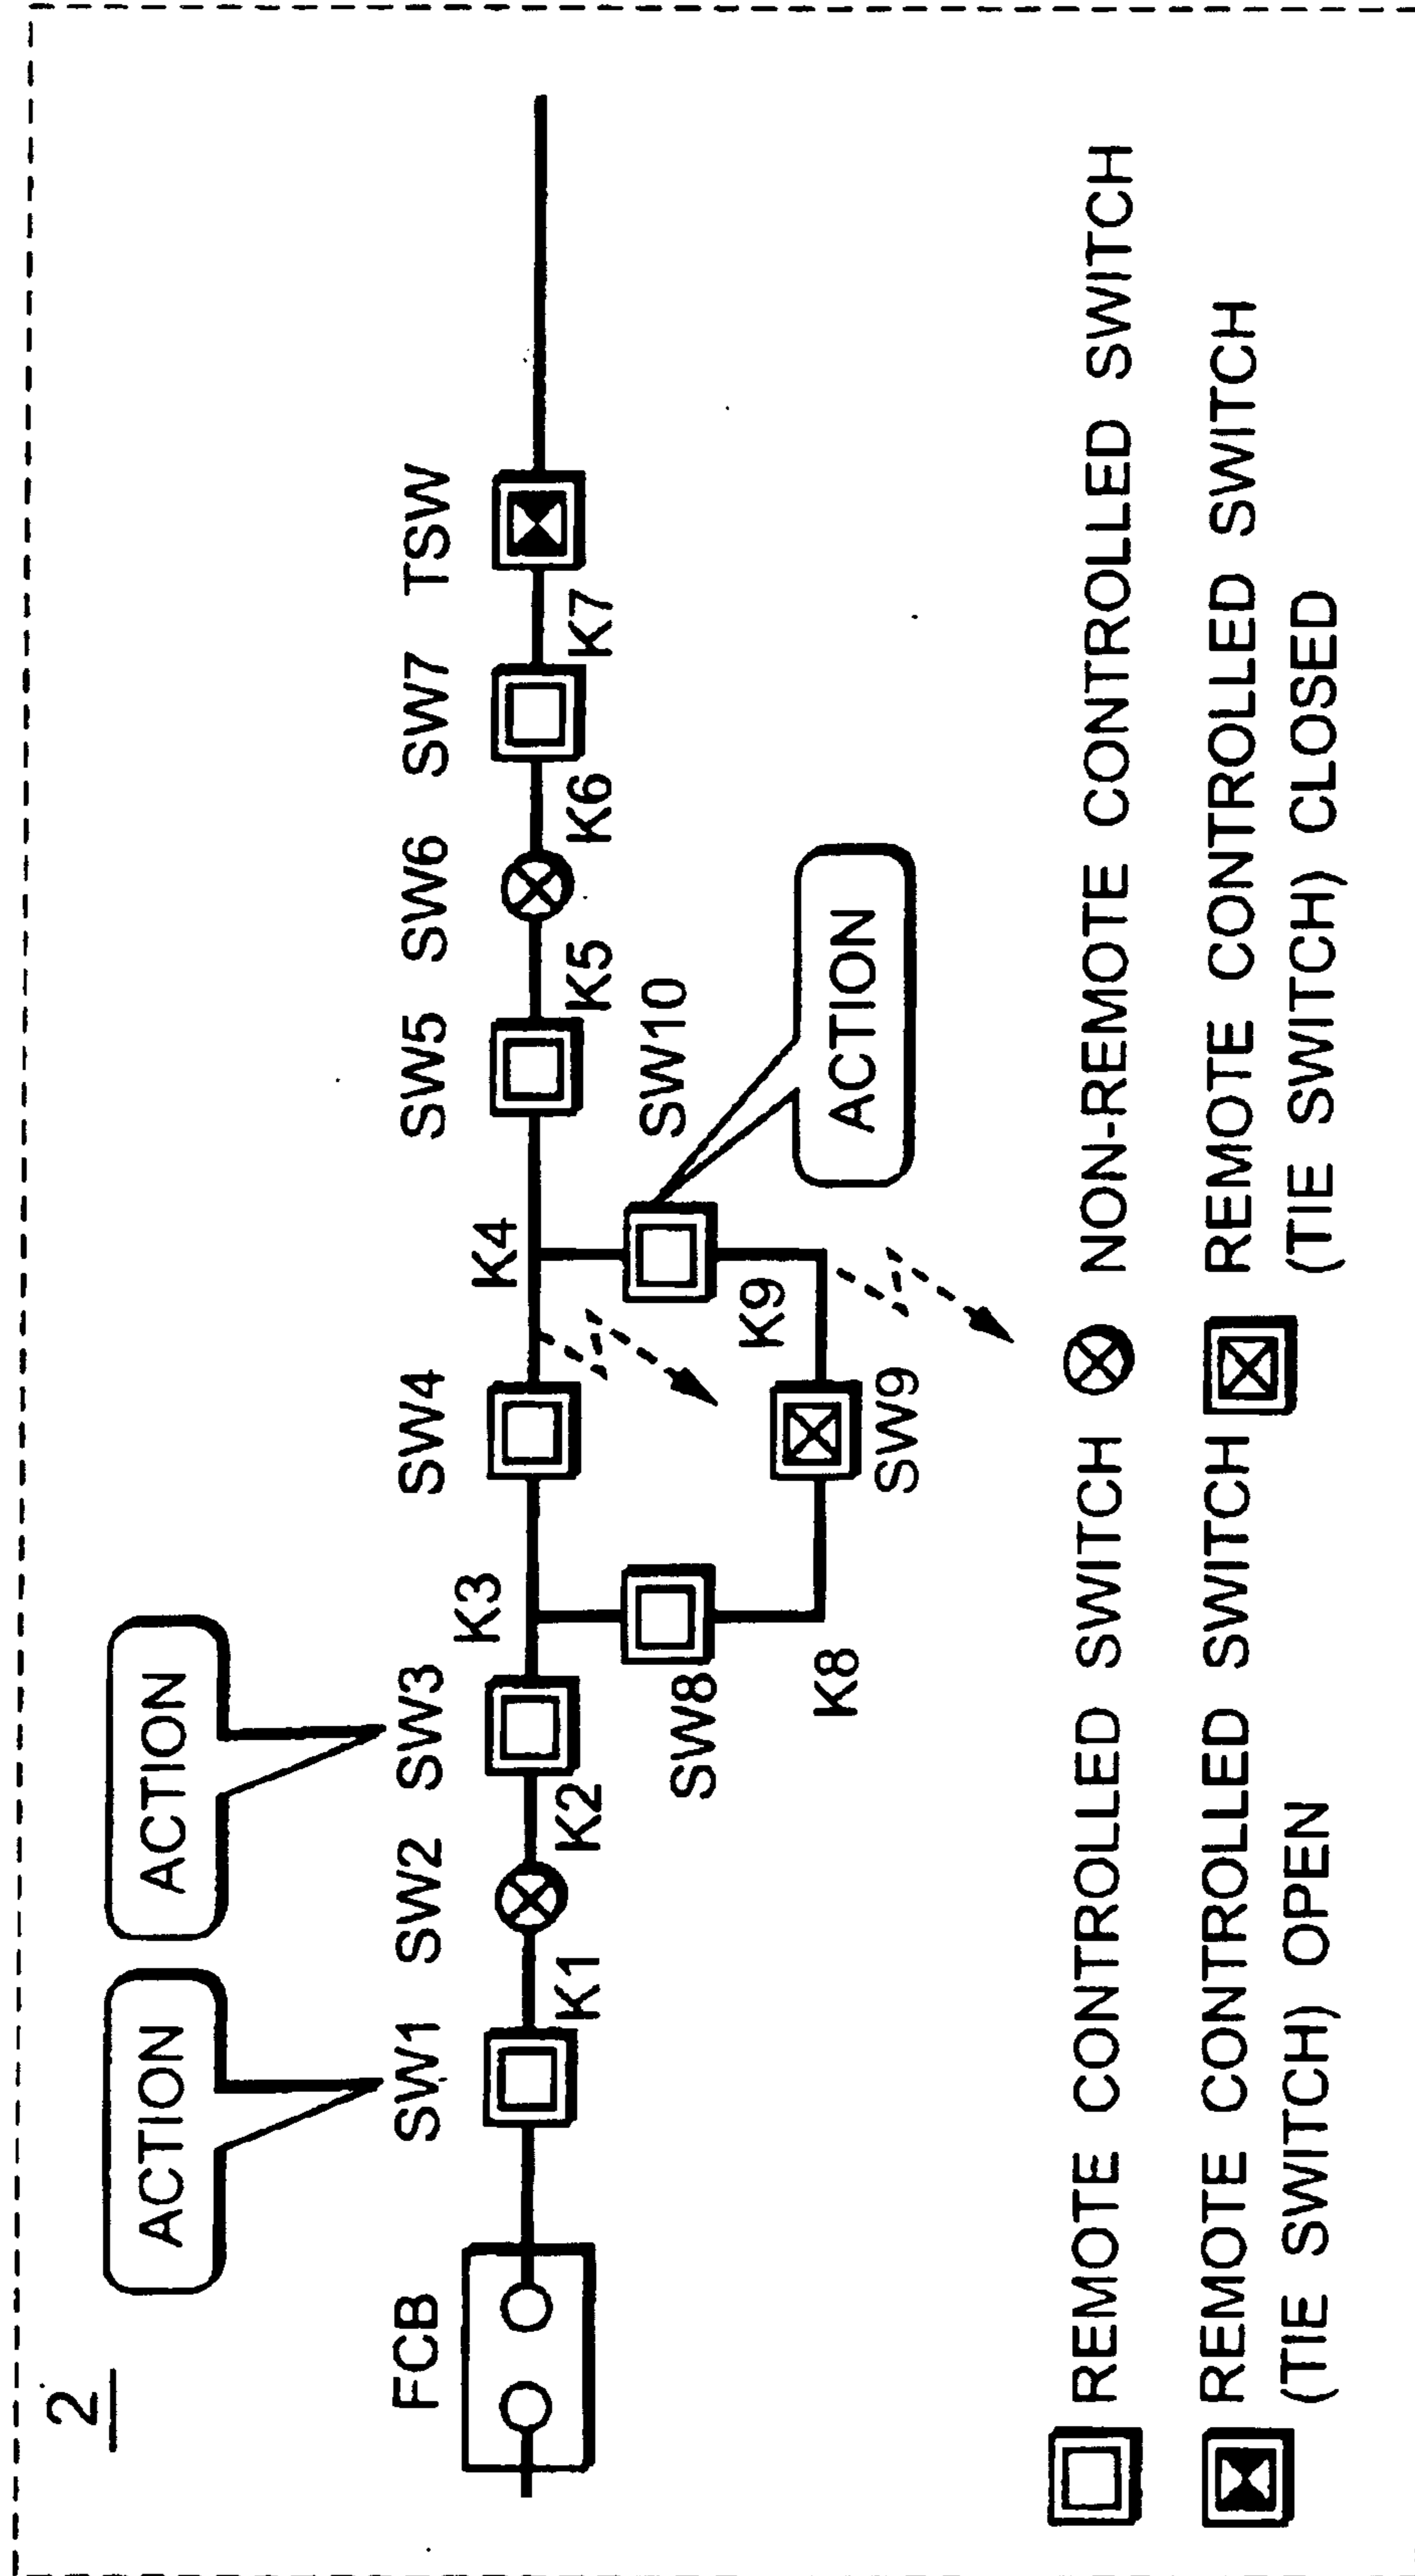 2
ACTION
ACTION
FCB
SW1
SW2
SW3
SW4
SW5
SW6
SW7
TSW
K1
K2
K3
K4
K5
K6
K7
SW8
K8
SW9
K9
SW10
ACTION
REMOTE CONTROLLED SWITCH
NON-REMOTE CONTROLLED SWITCH
REMOTE CONTROLLED SWITCH
(TIE SWITCH) OPEN
REMOTE CONTROLLED SWITCH
(TIE SWITCH) CLOSED